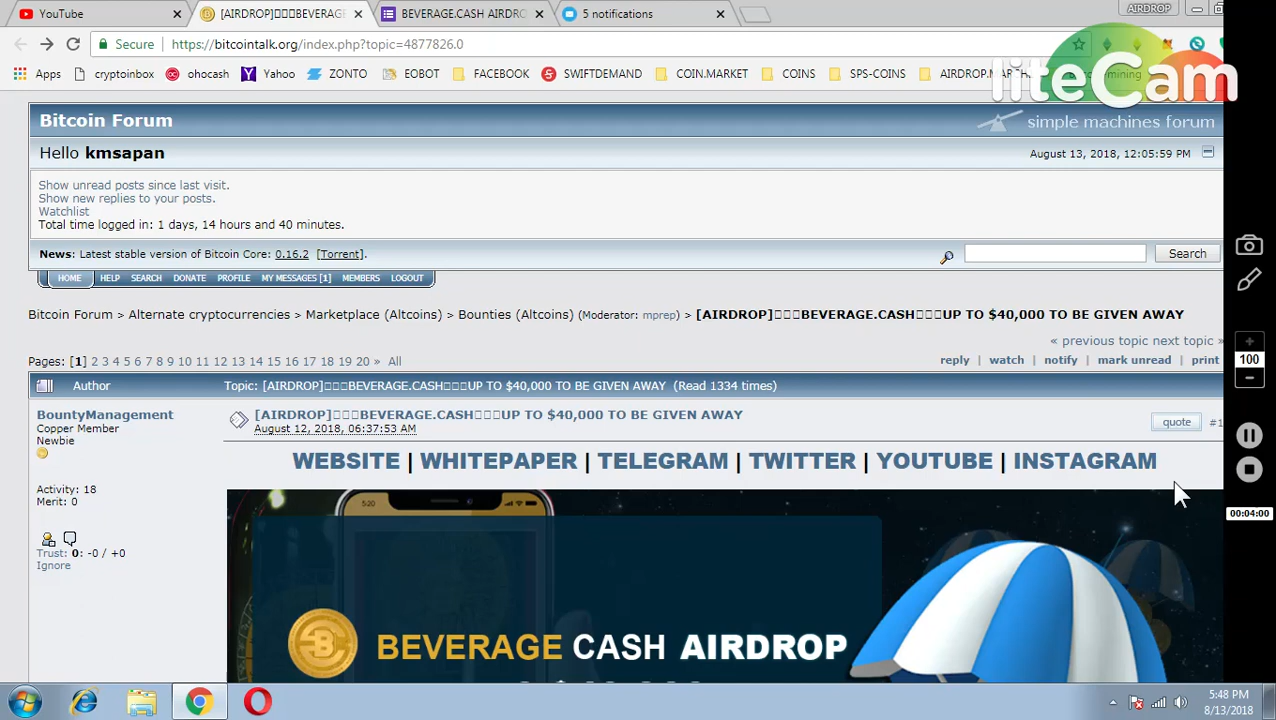 YouTube
[AIRDROP]□□□BEVERAGE
BEVERAGE.CASH AIRDR
5 notifications
AIRDROP
Secure
https://bitcointalk.org/index.php?topic=4877826.0
Apps
cryptoinbox
ohocash
Yahoo
ZONTO
EOBOT
FACEBOOK
SWIFTDEMAND
COIN.MARKET
COINS
SPS-COINS
mining
liteCam
Bitcoin Forum
simple machines forum
Hello kmsapan
August 13, 2018, 12:05:59 PM
Show unread posts since last visit.
Show new replies to your posts.
Watchlist
Total time logged in: 1 days, 14 hours and 40 minutes.
News: Latest stable version of Bitcoin Core: 0.16.2 [Torrent].
Search
HOME HELP SEARCH DONATE PROFILE MY MESSAGES [1] MEMBERS LOGOUT
Bitcoin Forum > Alternate cryptocurrencies > Marketplace (Altcoins) > Bounties (Altcoins) (Moderator: mprep) > [AIRDROP]□□□BEVERAGE.CASH□□□UP TO $40,000 TO BE GIVEN AWAY
« previous topic next topic »
Pages: [1] 2 3 4 5 6 7 8 9 10 11 12 13 14 15 16 17 18 19 20 » All
reply watch notify mark unread print
Author
Topic: [AIRDROP]□□□BEVERAGE.CASH□□□UP TO $40,000 TO BE GIVEN AWAY (Read 1334 times)
BountyManagement
Copper Member
Newbie
Activity: 18
Merit: 0
Trust: 0: -0 / +0
Ignore
[AIRDROP]□□□BEVERAGE.CASH□□□UP TO $40,000 TO BE GIVEN AWAY
August 12, 2018, 06:37:53 AM
quote
#1
WEBSITE | WHITEPAPER | TELEGRAM | TWITTER | YOUTUBE | INSTAGRAM
5:20
BEVERAGE CASH AIRDROP
100
00:04:00
5:48 PM
8/13/2018